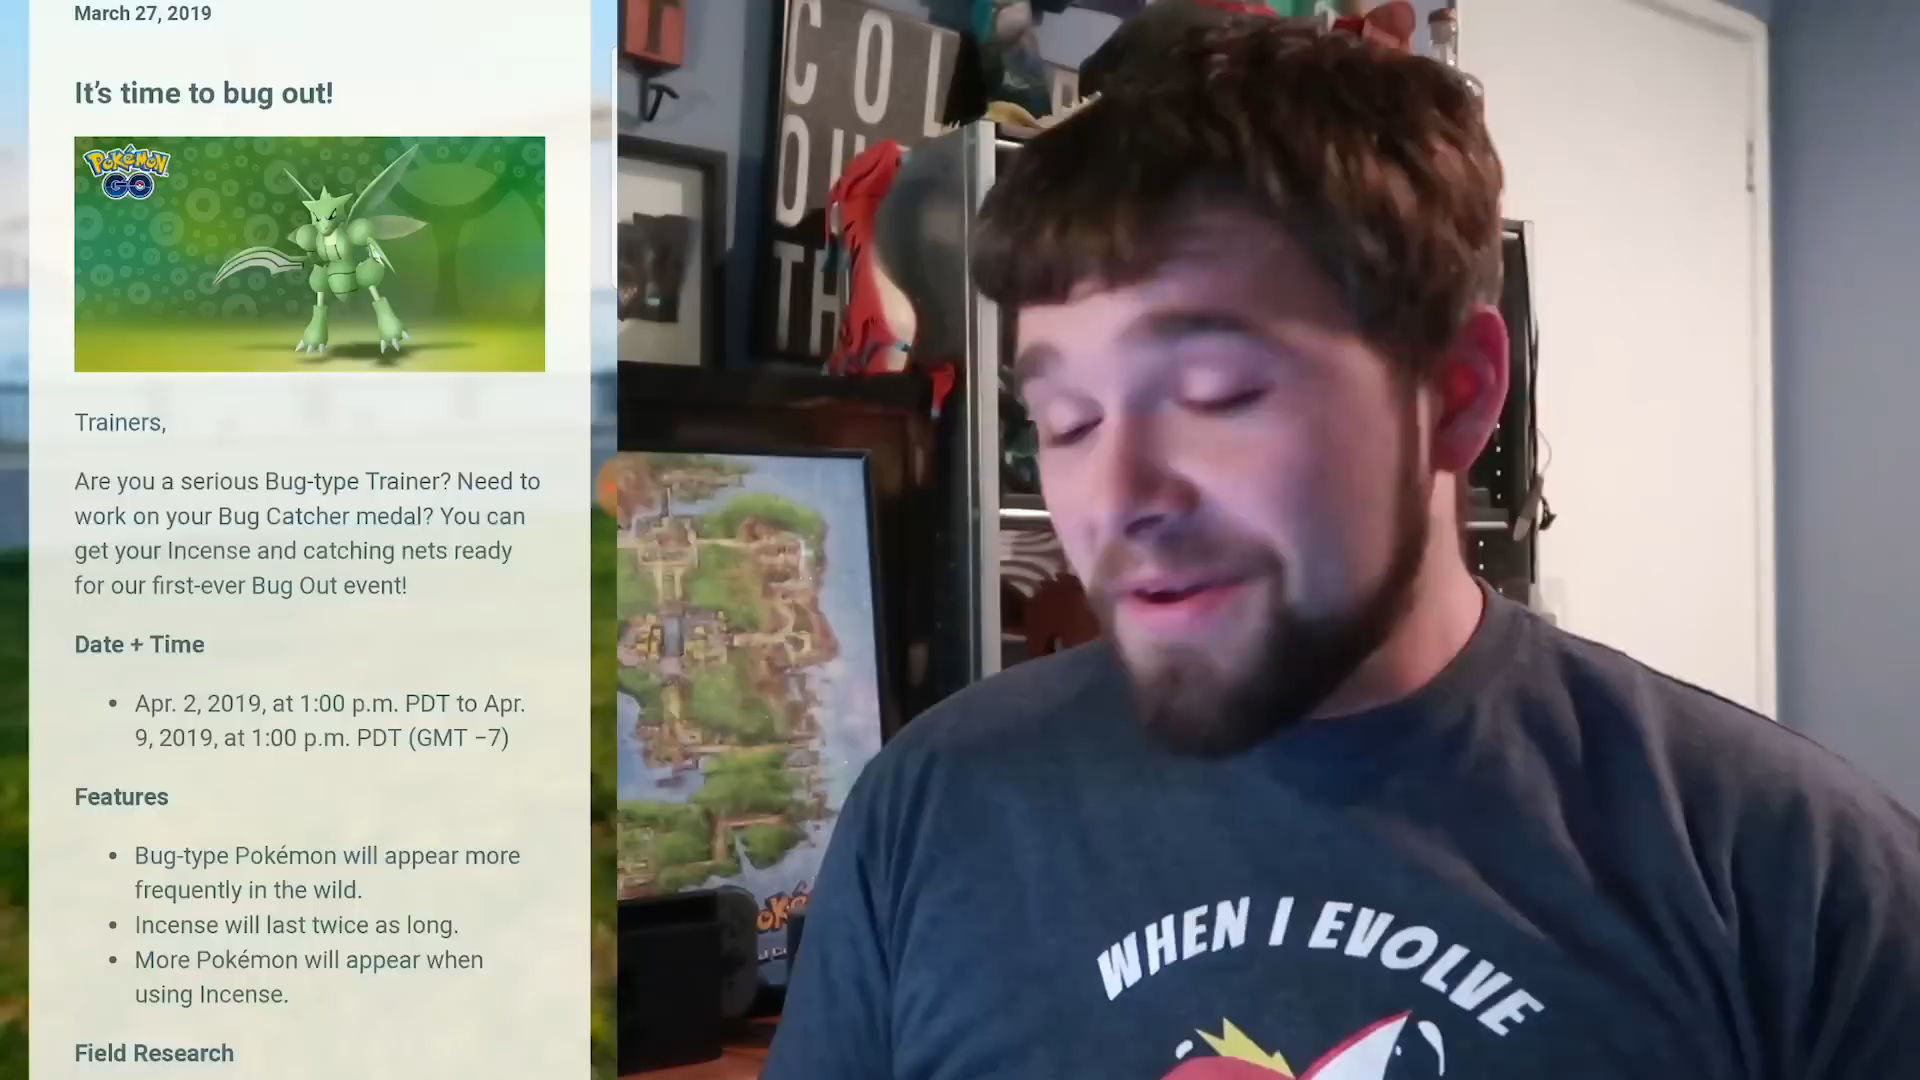 March 27, 2019
It's time to bug out!
POKÉMON
GO
Trainers,
Are you a serious Bug-type Trainer? Need to
work on your Bug Catcher medal? You can
get your Incense and catching nets ready
for our first-ever Bug Out event!
Date + Time
• Apr. 2, 2019, at 1:00 p.m. PDT to Apr.
9, 2019, at 1:00 p.m. PDT (GMT −7)
Features
• Bug-type Pokémon will appear more
frequently in the wild.
• Incense will last twice as long.
• More Pokémon will appear when
using Incense.
Field Research
WHEN I EVOLVE